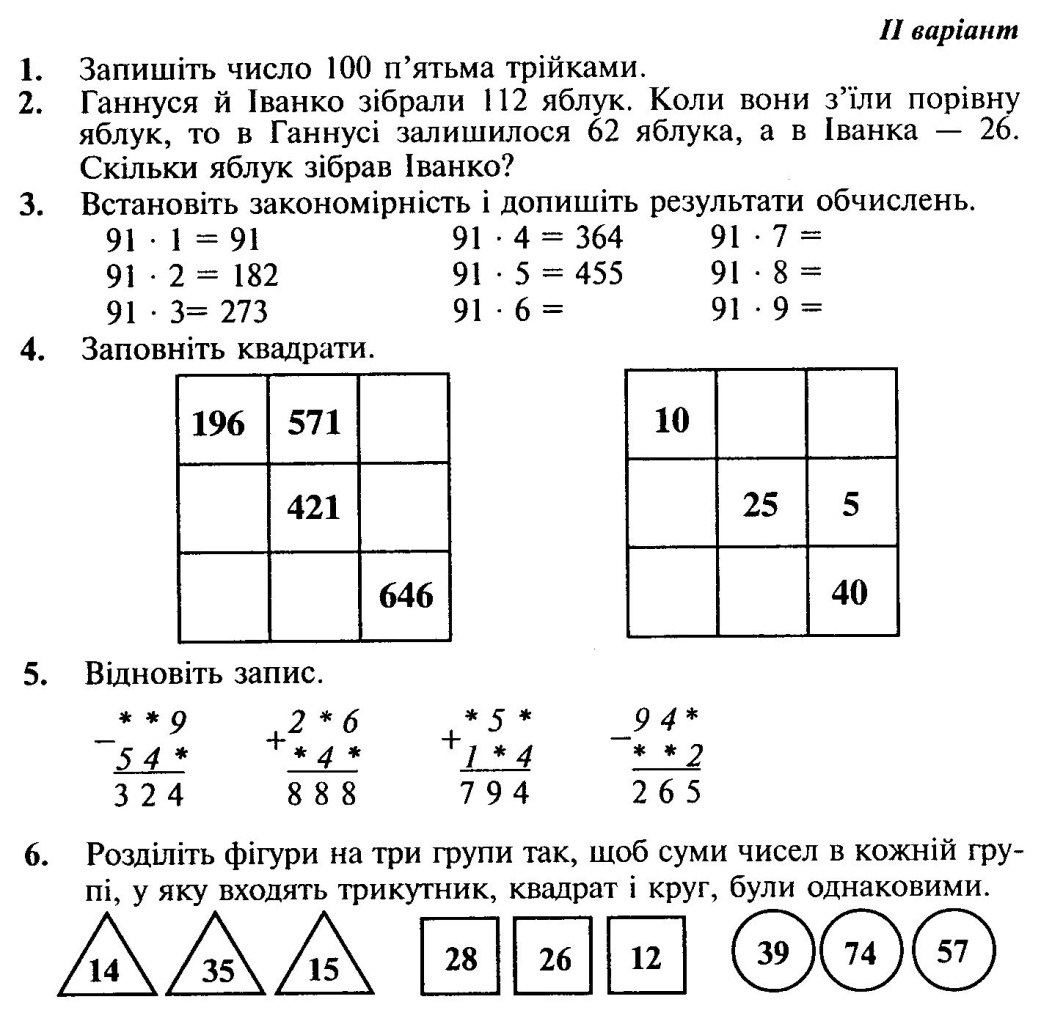 II варіант
1. Запишіть число 100 п'ятьма трійками.
2. Ганнуся й Іванко зібрали 112 яблук. Коли вони з'їли порівну
яблук, то в Ганнусі залишилося 62 яблука, а в Іванка — 26.
Скільки яблук зібрав Іванко?
3. Встановіть закономірність і допишіть результати обчислень.
91 · 1 = 91 91 · 4 = 364 91 · 7 =
91 · 2 = 182 91 · 5 = 455 91 · 8 =
91 · 3= 273 91 · 6 = 91 · 9 =
4. Заповніть квадрати.
196 571 10
421 25 5
646 40
5. Відновіть запис.
* * 9 2 * 6 * 5 * 9 4 *
− + + −
5 4 * * 4 * 1 * 4 * * 2
3 2 4 8 8 8 7 9 4 2 6 5
6. Розділіть фігури на три групи так, щоб суми чисел в кожній гру-
пі, у яку входять трикутник, квадрат і круг, були однаковими.
14 35 15 28 26 12 39 74 57